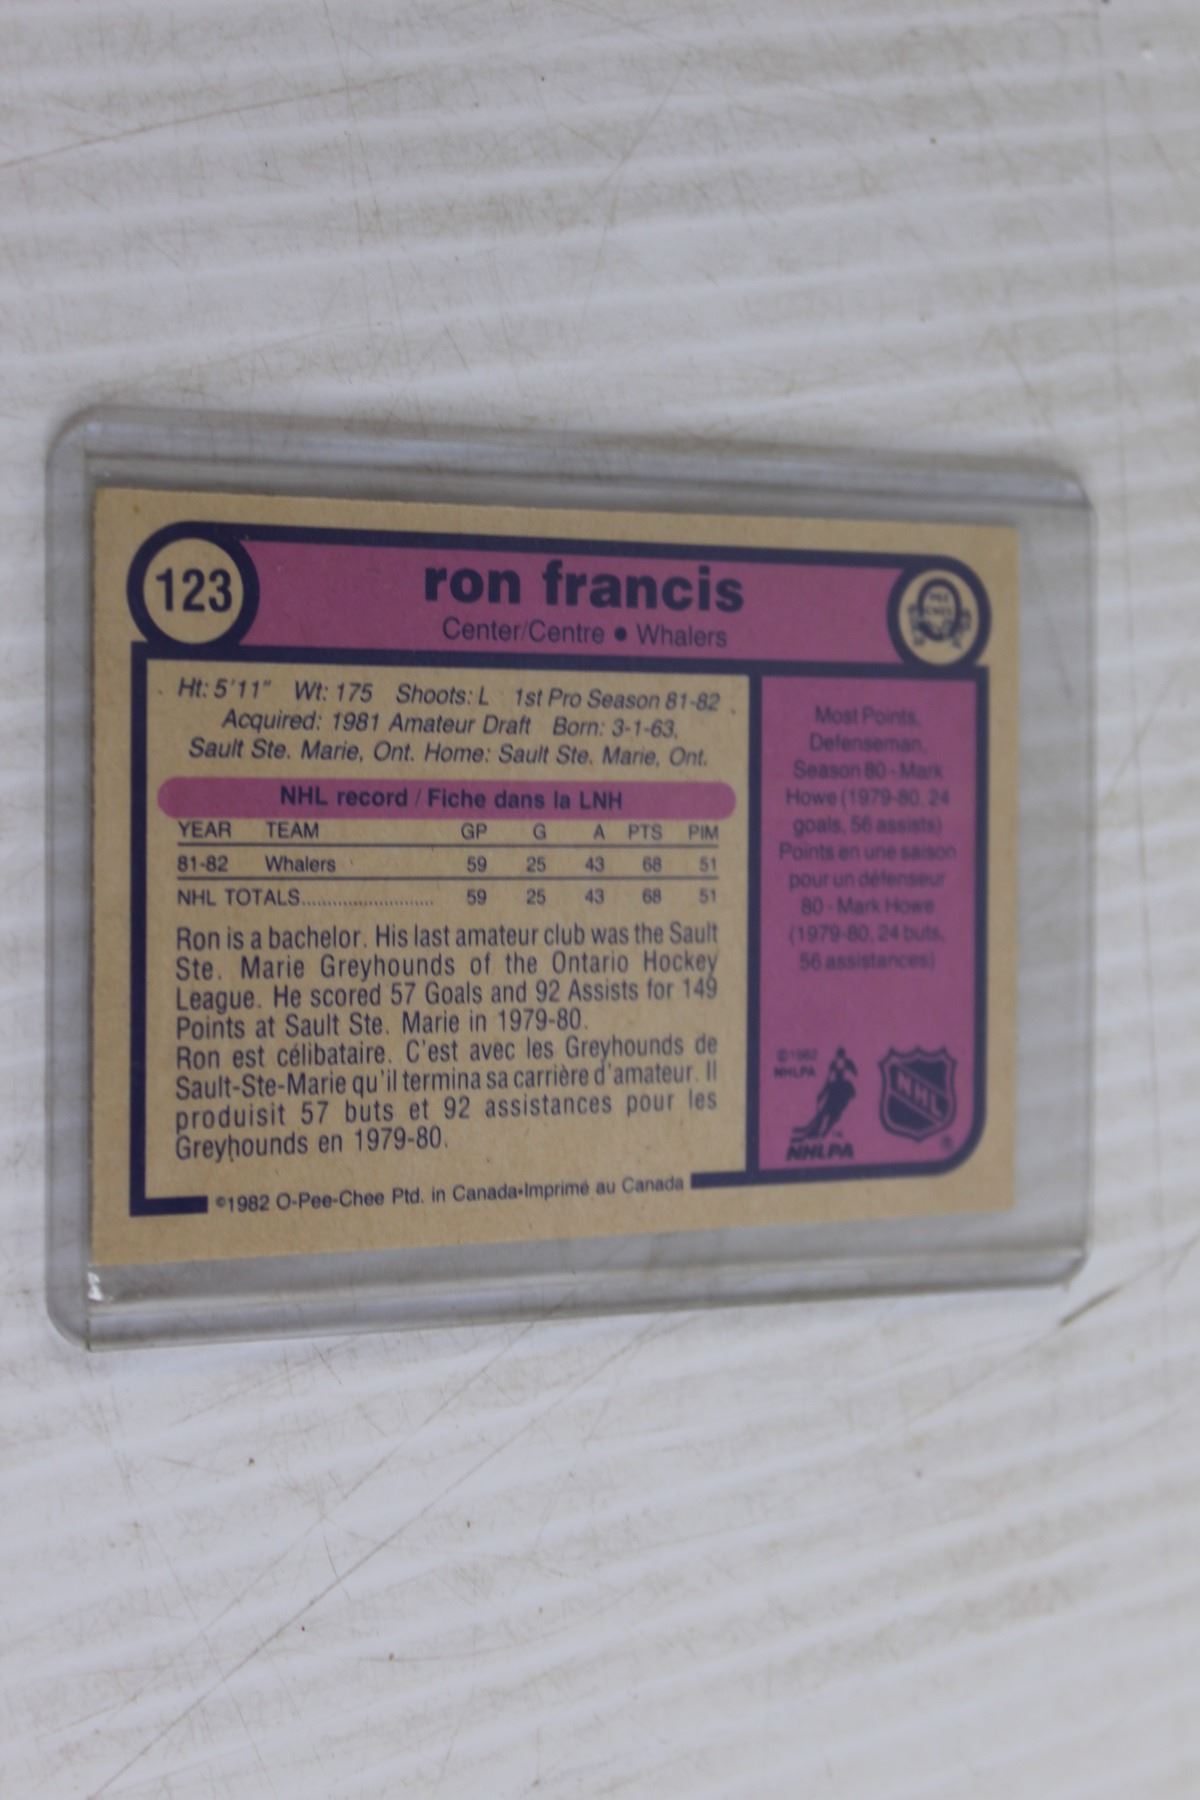 123
ron francis
Center/Centre • Whalers
PEE
CHEE
Ht: 5'11" Wt: 175 Shoots: L 1st Pro Season 81-82
Acquired: 1981 Amateur Draft Born: 3-1-63,
Sault Ste. Marie, Ont. Home: Sault Ste. Marie, Ont.
NHL record / Fiche dans la LNH
YEAR TEAM GP G A PTS PIM
81-82 Whalers 59 25 43 68 51
NHL TOTALS......................... 59 25 43 68 51
Ron is a bachelor. His last amateur club was the Sault
Ste. Marie Greyhounds of the Ontario Hockey
League. He scored 57 Goals and 92 Assists for 149
Points at Sault Ste. Marie in 1979-80.
Ron est célibataire. C'est avec les Greyhounds de
Sault-Ste-Marie qu'il termina sa carrière d'amateur. Il
produisit 57 buts et 92 assistances pour les
Greyhounds en 1979-80.
©1982 O-Pee-Chee Ptd. in Canada•Imprimé au Canada
Most Points,
Defenseman,
Season 80 - Mark
Howe (1979-80, 24
goals, 56 assists)
Points en une saison
pour un défenseur
80 - Mark Howe
(1979-80, 24 buts,
56 assistances)
©1982
NHLPA
NHLPA
NHL
®